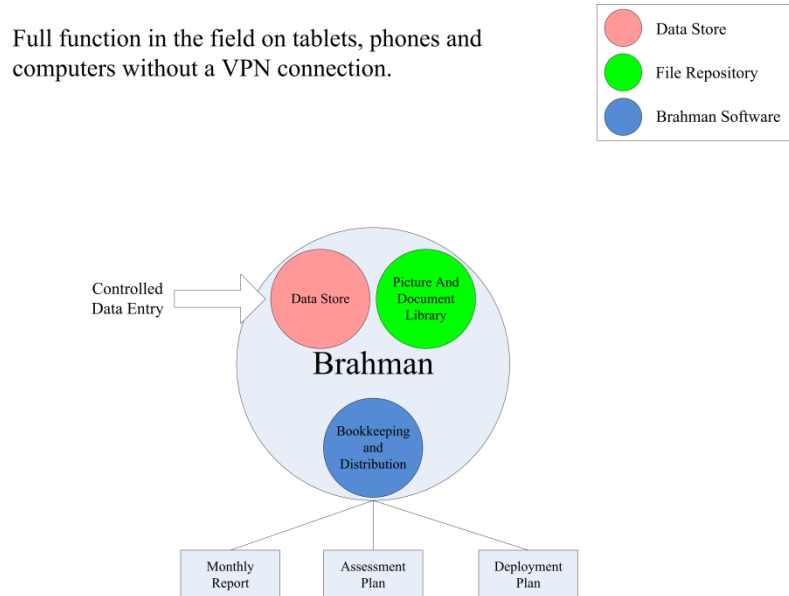 Full function in the field on tablets, phones and
computers without a VPN connection.
Data Store
File Repository
Brahman Software
Controlled
Data Entry
Data Store
Picture And
Document
Library
Brahman
Bookkeeping
and
Distribution
Monthly
Report
Assessment
Plan
Deployment
Plan